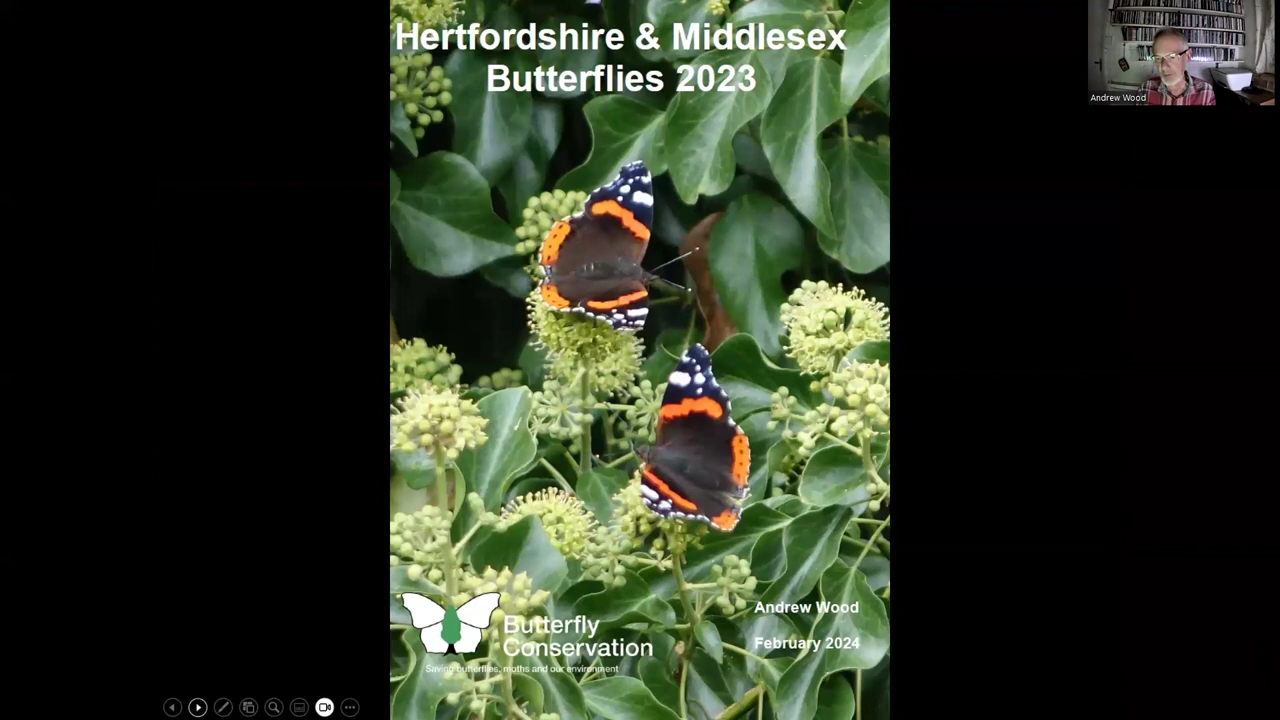 Hertfordshire & Middlesex
Butterflies 2023
Andrew Wood
Andrew Wood
February 2024
Butterfly
Conservation
Saving butterflies, moths and our environment